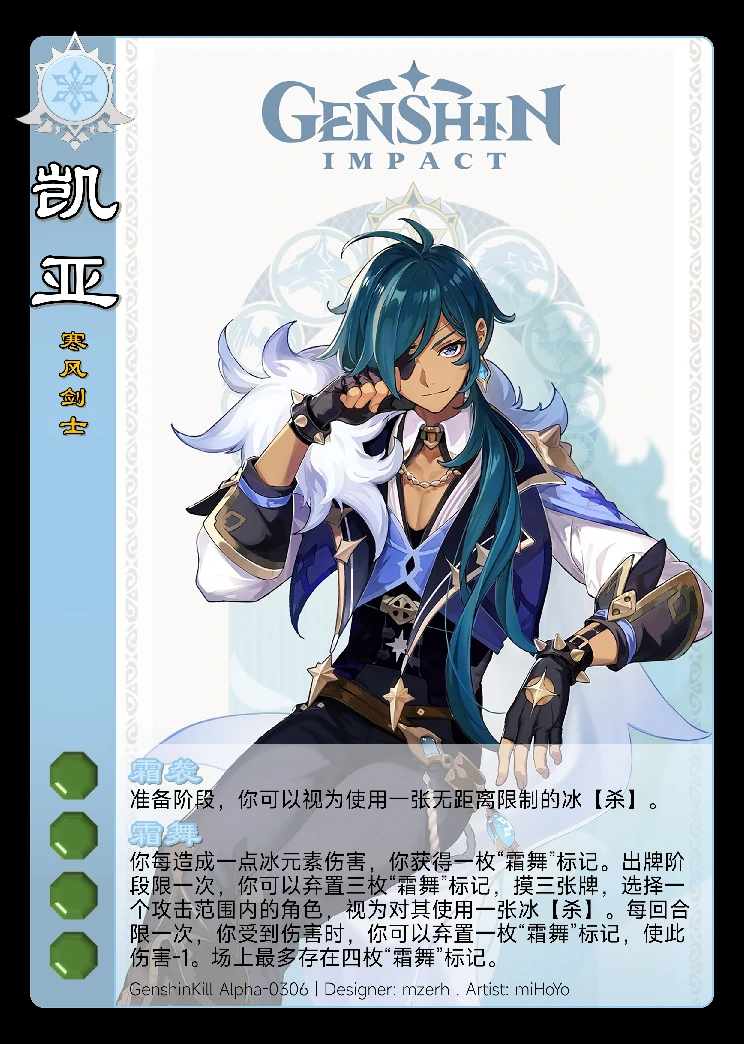 GENSHIN
IMPACT
凯亚
寒风剑士
霜袭
准备阶段，你可以视为使用一张无距离限制的冰【杀】。
霜舞
你每造成一点冰元素伤害，你获得一枚“霜舞”标记。出牌阶
段限一次，你可以弃置三枚“霜舞”标记，摸三张牌，选择一
个攻击范围内的角色，视为对其使用一张冰【杀】。每回合
限一次，你受到伤害时，你可以弃置一枚“霜舞”标记，使此
伤害-1。场上最多存在四枚“霜舞”标记。
GenshinKill Alpha-0306 | Designer: mzerh . Artist: miHoYo